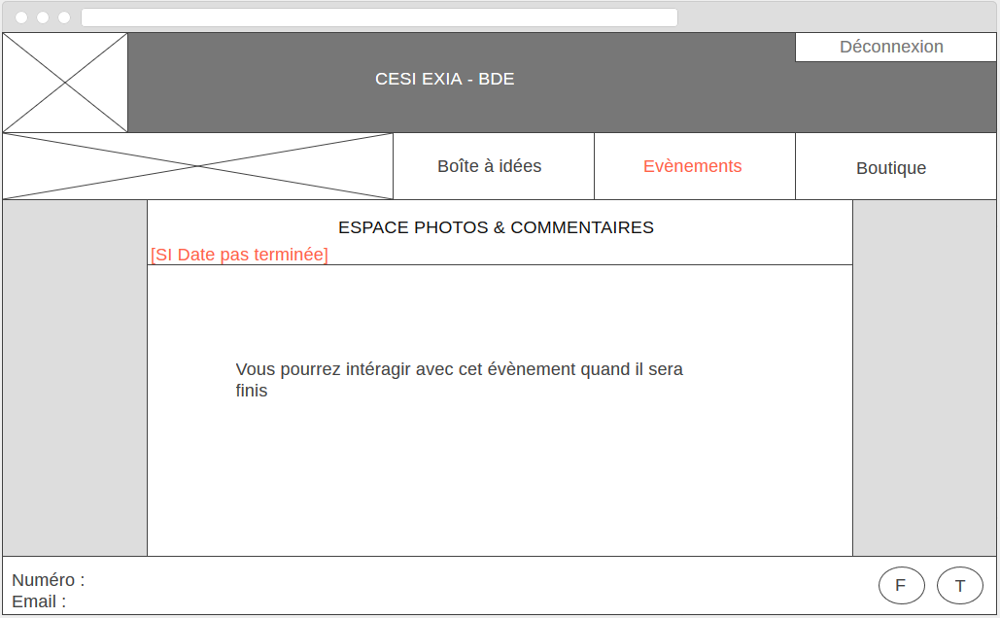 Déconnexion
CESI EXIA - BDE
Boîte à idées
Evènements
Boutique
ESPACE PHOTOS & COMMENTAIRES
[SI Date pas terminée]
Vous pourrez intéragir avec cet évènement quand il sera
finis
Numéro :
Email :
F
T